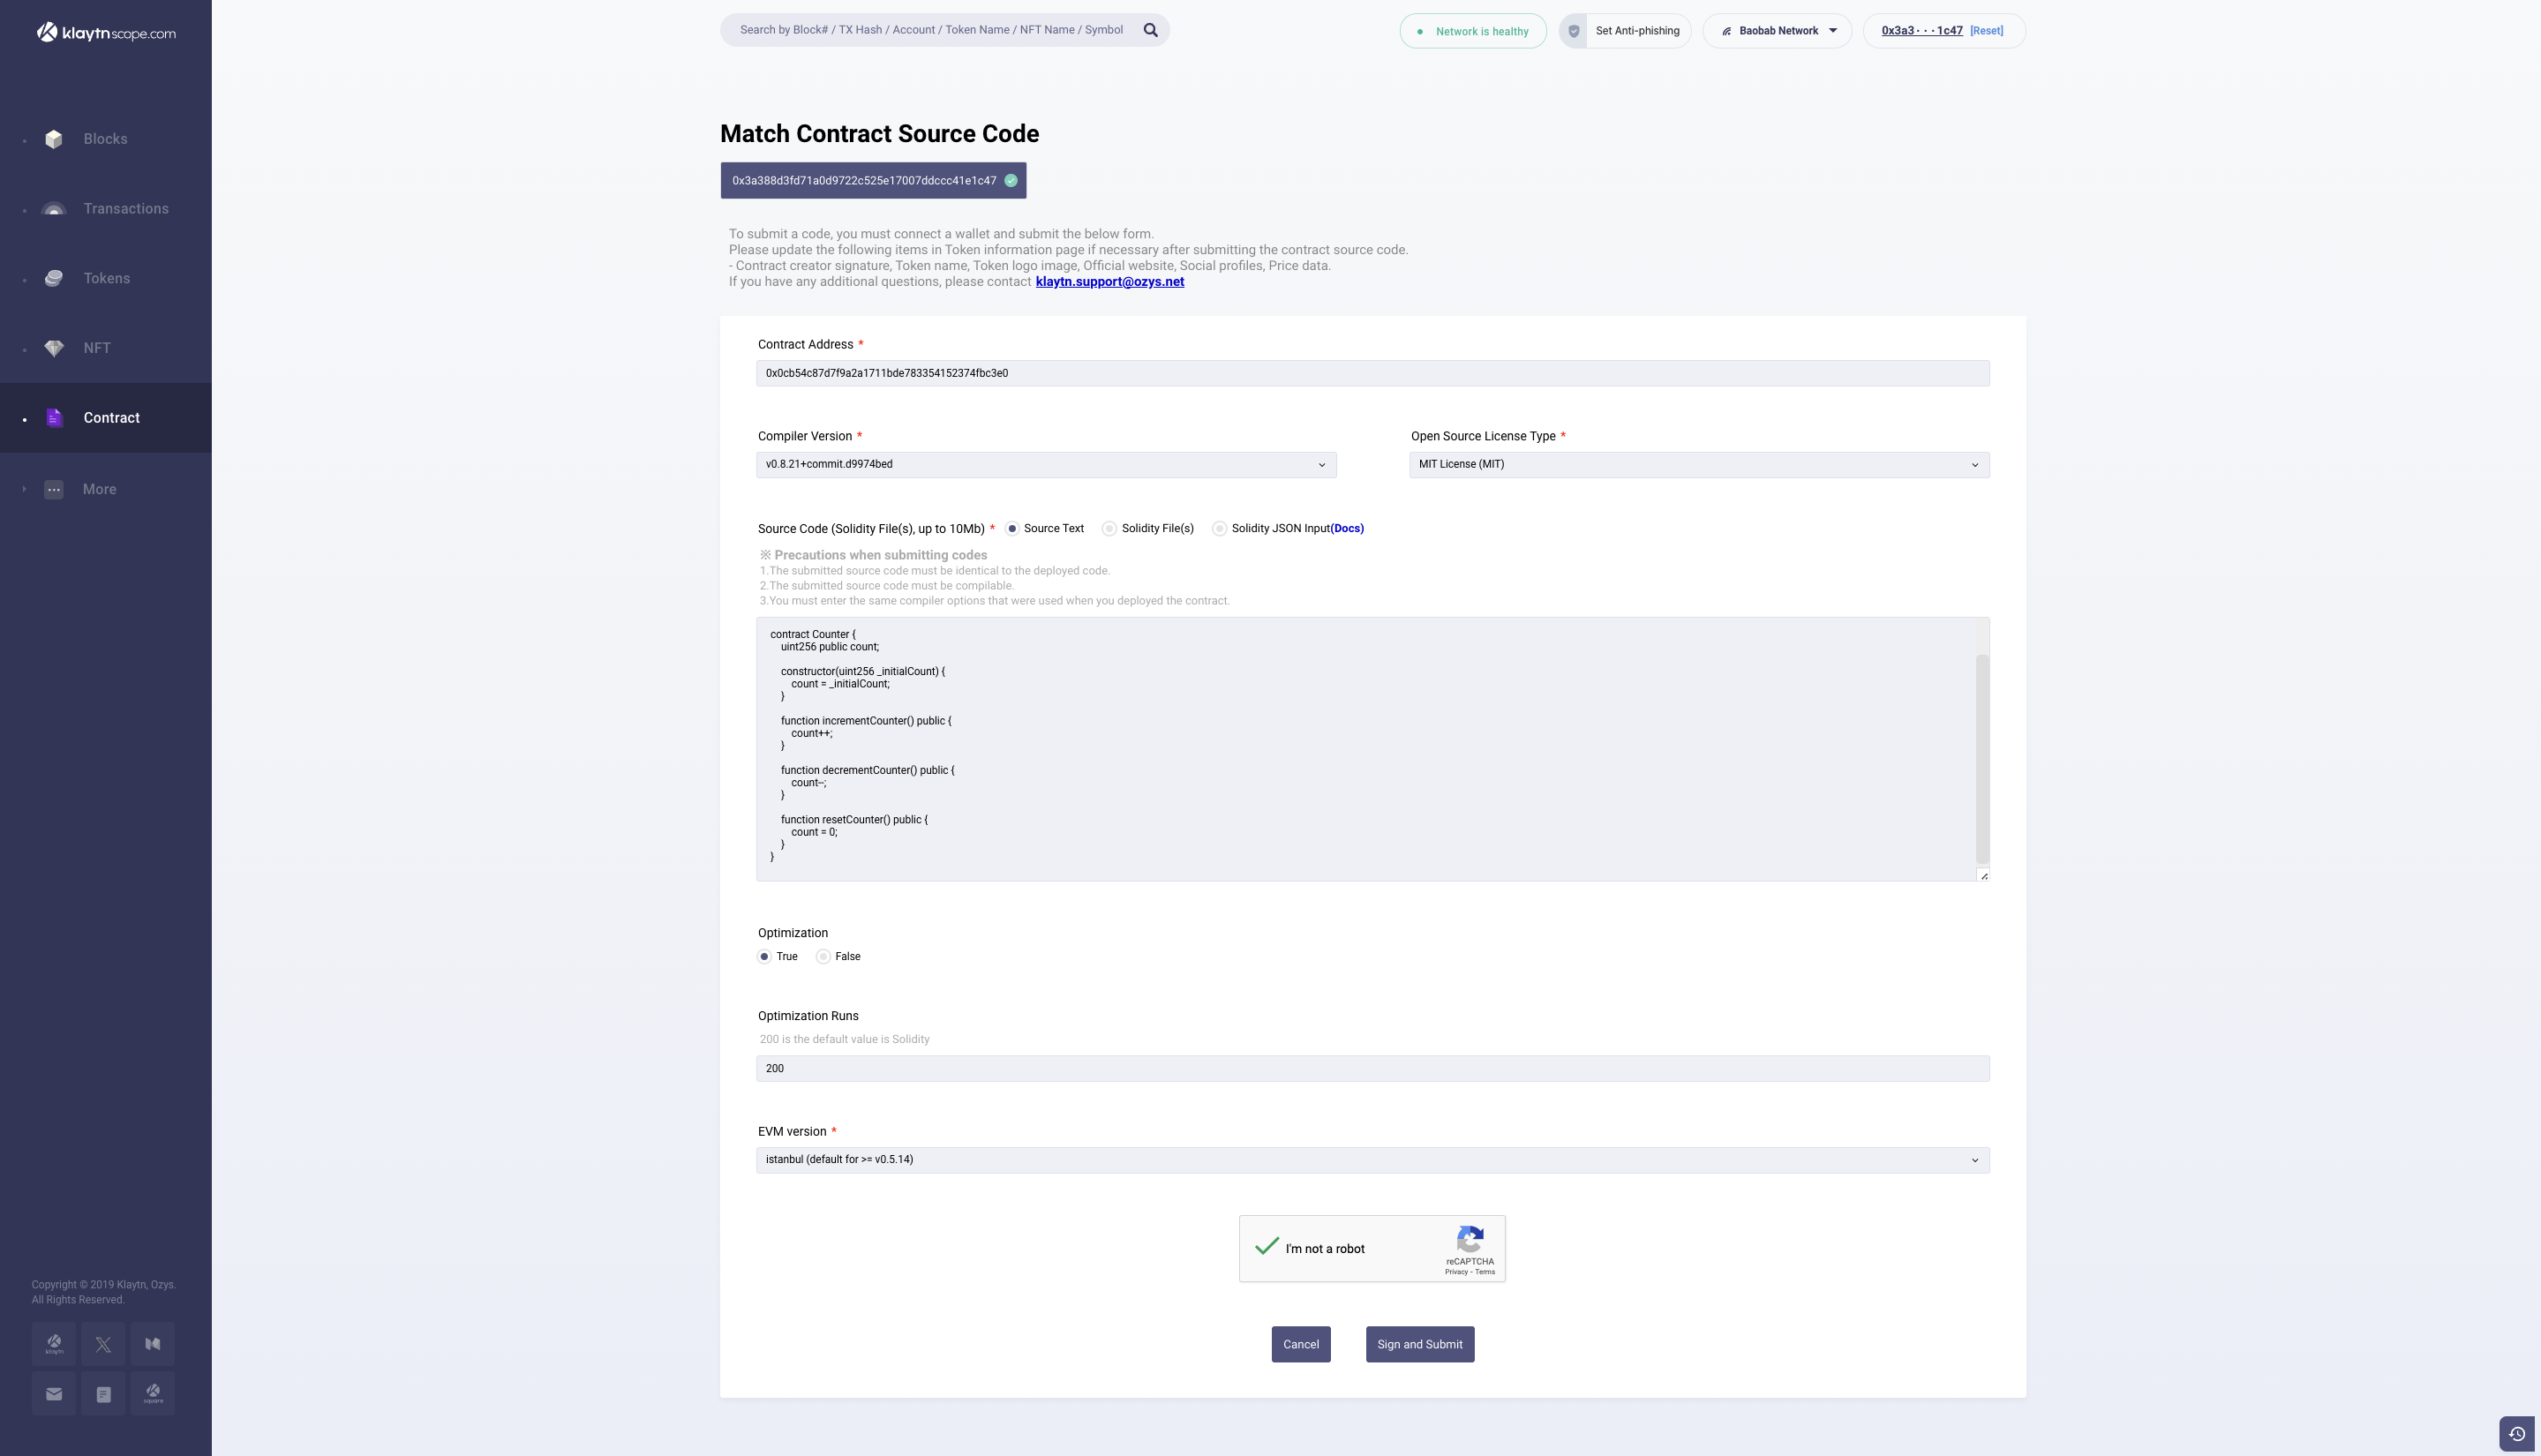 klaytnscope.com
Search by Block# / TX Hash / Account / Token Name / NFT Name / Symbol
Network is healthy
Set Anti-phishing
Baobab Network
0x3a3···1c47 [Reset]
Blocks
Transactions
Tokens
NFT
Contract
More
Match Contract Source Code
0x3a388d3fd71a0d9722c525e17007ddccc41e1c47
To submit a code, you must connect a wallet and submit the below form.
Please update the following items in Token information page if necessary after submitting the contract source code.
- Contract creator signature, Token name, Token logo image, Official website, Social profiles, Price data.
If you have any additional questions, please contact klaytn.support@ozys.net
Contract Address *
0x0cb54c87d7f9a2a1711bde783354152374fbc3e0
Compiler Version *
v0.8.21+commit.d9974bed
Open Source License Type *
MIT License (MIT)
Source Code (Solidity File(s), up to 10Mb) * Source Text Solidity File(s) Solidity JSON Input(Docs)
※ Precautions when submitting codes
1.The submitted source code must be identical to the deployed code.
2.The submitted source code must be compilable.
3.You must enter the same compiler options that were used when you deployed the contract.
contract Counter {
uint256 public count;
constructor(uint256 _initialCount) {
count = _initialCount;
}
function incrementCounter() public {
count++;
}
function decrementCounter() public {
count--;
}
function resetCounter() public {
count = 0;
}
}
Optimization
True False
Optimization Runs
200 is the default value is Solidity
200
EVM version *
istanbul (default for >= v0.5.14)
I'm not a robot
reCAPTCHA
Privacy - Terms
Cancel
Sign and Submit
Copyright © 2019 Klaytn, Ozys.
All Rights Reserved.
klaytn
square